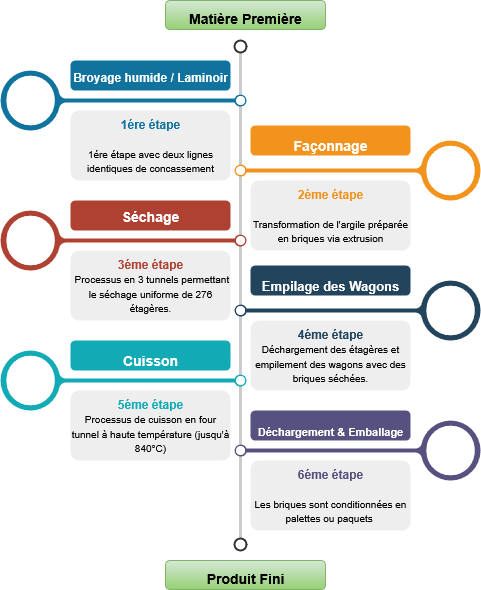 Matière Première
Broyage humide / Laminoir
1ére étape
1ére étape avec deux lignes
identiques de concassement
Façonnage
2éme étape
Transformation de l'argile préparée
en briques via extrusion
Séchage
3éme étape
Processus en 3 tunnels permettant
le séchage uniforme de 276
étagères.
Empilage des Wagons
4éme étape
Déchargement des étagères et
empilement des wagons avec des
briques séchées.
Cuisson
5éme étape
Processus de cuisson en four
tunnel à haute température (jusqu'à
840°C)
Déchargement & Emballage
6éme étape
Les briques sont conditionnées en
palettes ou paquets
Produit Fini